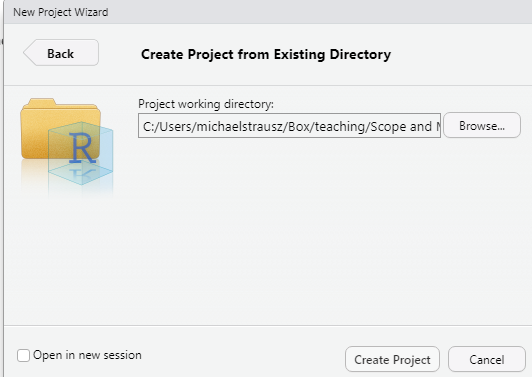 New Project Wizard
Back
Create Project from Existing Directory
Project working directory:
C:/Users/michaelstrausz/Box/teaching/Scope and
Browse...
R
Open in new session
Create Project
Cancel